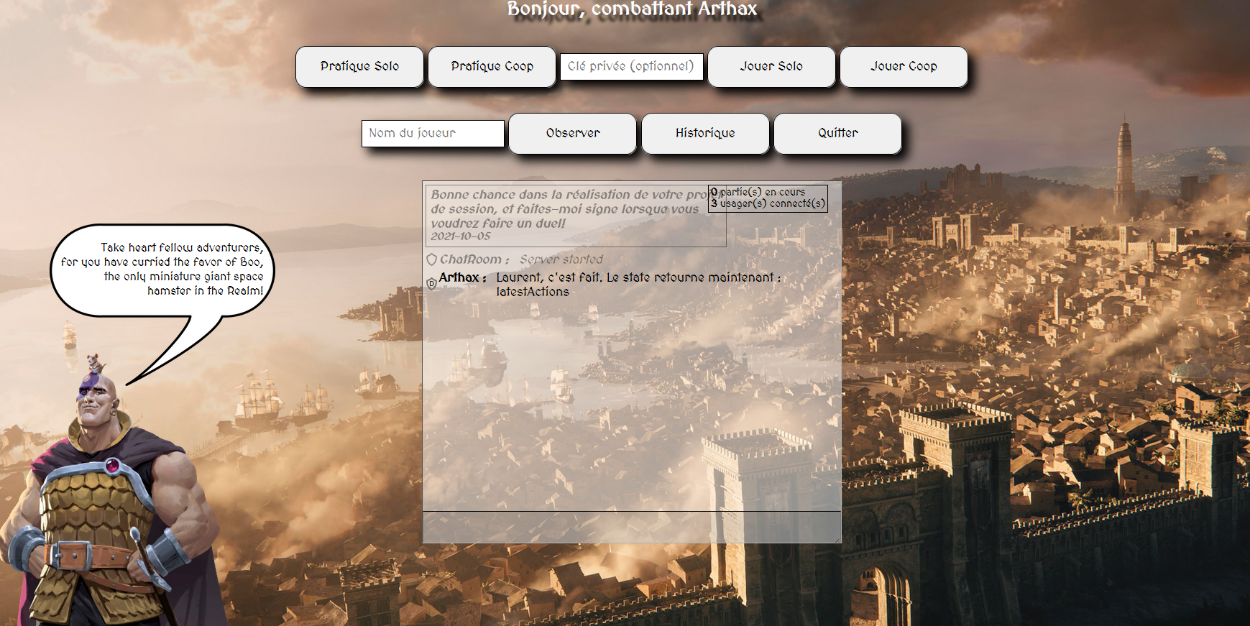 Bonjour, combattant Arthax
Pratique Solo
Pratique Coop
Clé privée (optionnel)
Jouer Solo
Jouer Coop
Nom du joueur
Observer
Historique
Quitter
Bonne chance dans la réalisation de votre
de session, et faites-moi signe lorsque vous
voudrez faire un duel!
2021-10-05
0 partie(s) en cours
3 usager(s) connecté(s)
ChatRoom : Server started
Arthax : Laurent, c'est fait. Le state retourne maintenant :
latestActions
Take heart fellow adventurers,
for you have curried the favor of Boo,
the only miniature giant space
hamster in the Realm!